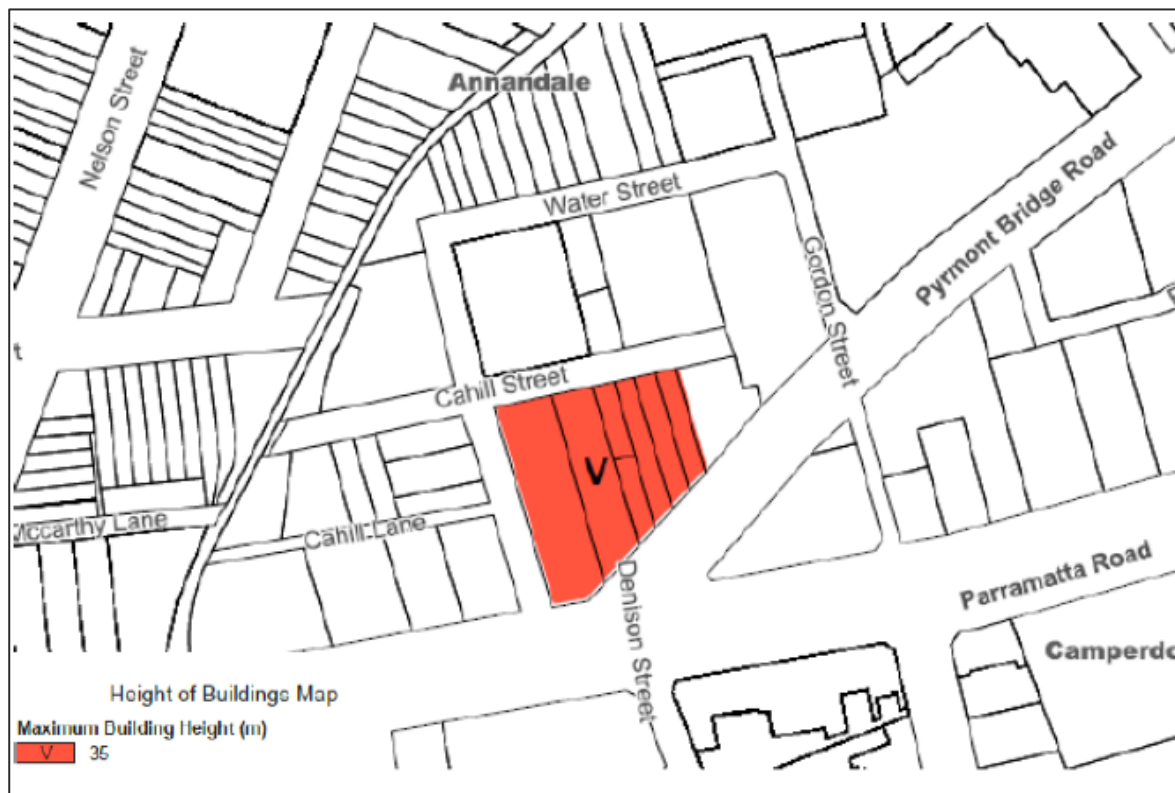 Annandale
Nelson Street
Water Street
Pyrmont Bridge Road
Gordon Street
t
Cahill Street
V
Mccarthy Lane
Cahill Lane
Denison Street
Parramatta Road
Camperdo
Height of Buildings Map
Maximum Building Height (m)
V 35